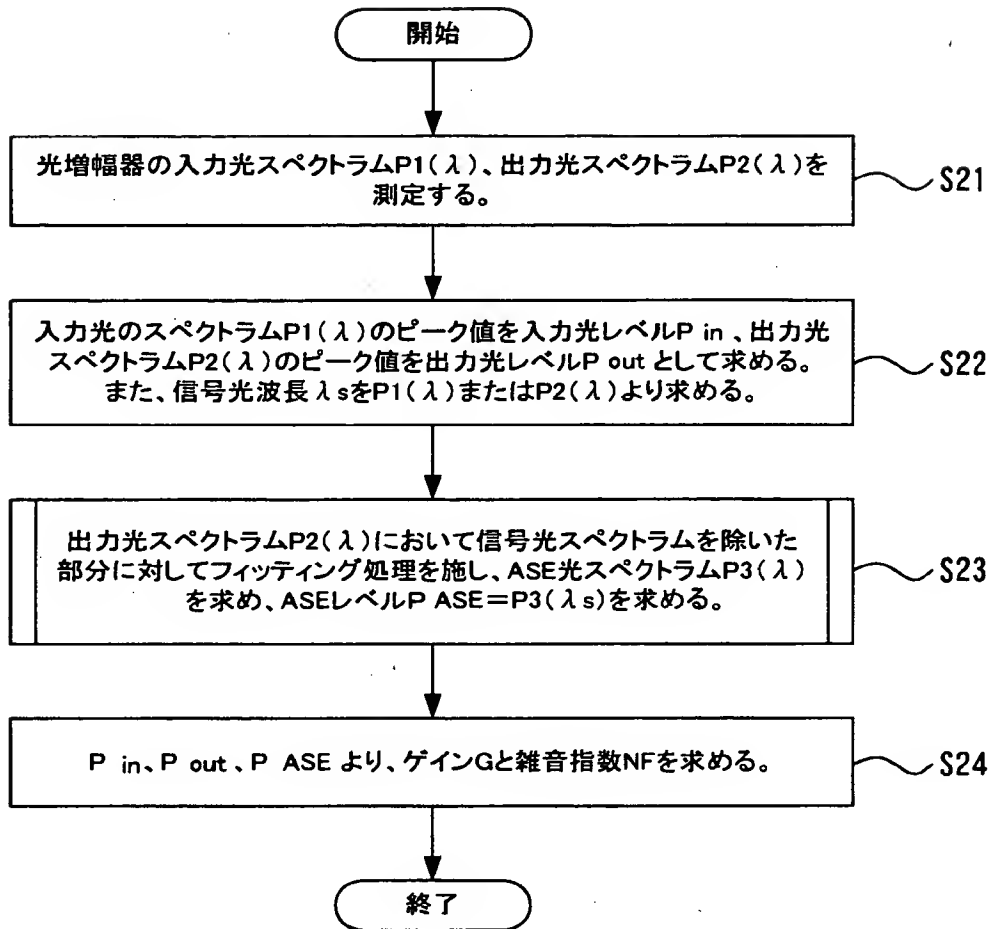 開始
光増幅器の入力光スペクトラムP1(λ)、出力光スペクトラムP2(λ)を
測定する。
S21
入力光のスペクトラムP1(λ)のピーク値を入力光レベルP in 、出力光
スペクトラムP2(λ)のピーク値を出力光レベルP out として求める。
また、信号光波長λsをP1(λ)またはP2(λ)より求める。
S22
出力光スペクトラムP2(λ)において信号光スペクトラムを除いた
部分に対してフィッティング処理を施し、ASE光スペクトラムP3(λ)
を求め、ASEレベルP ASE=P3(λs)を求める。
S23
P in、P out 、P ASE より、ゲインGと雑音指数NFを求める。
S24
終了